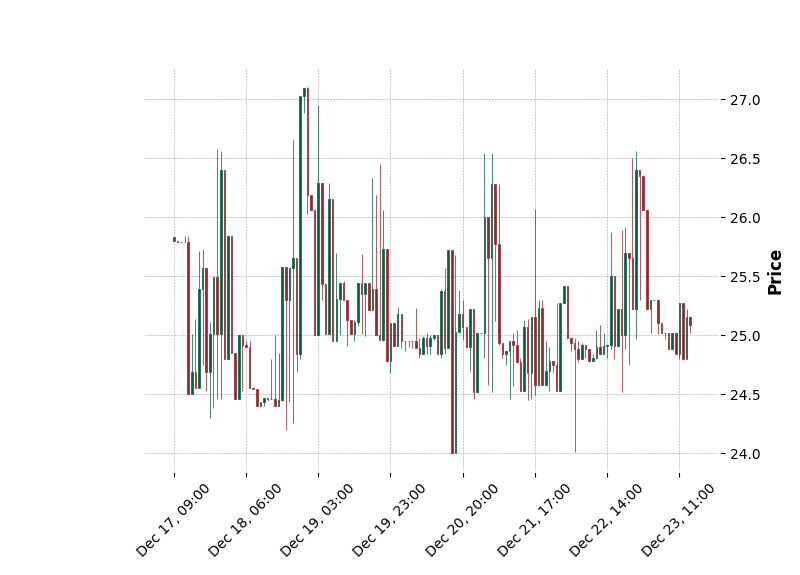 27.0
26.5
26.0
25.5
25.0
24.5
24.0
Price
Dec 17, 09:00
Dec 18, 06:00
Dec 19, 03:00
Dec 19, 23:00
Dec 20, 20:00
Dec 21, 17:00
Dec 22, 14:00
Dec 23, 11:00